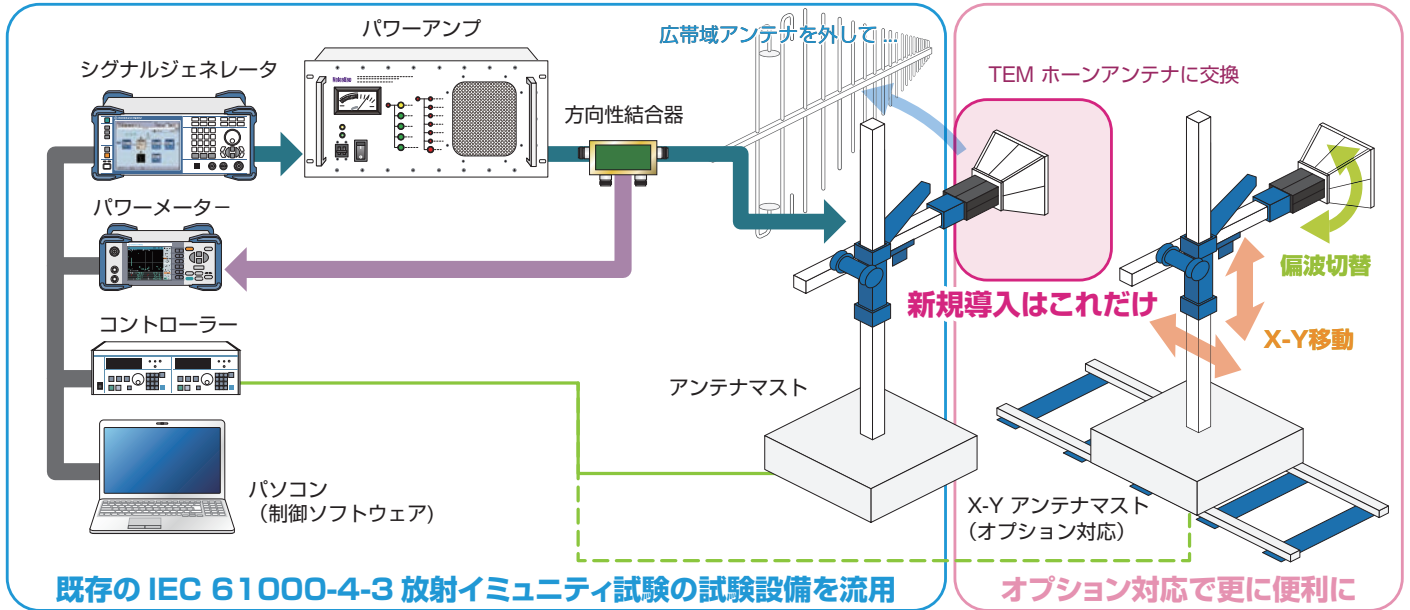 パワーアンプ
シグナルジェネレータ
方向性結合器
広帯域アンテナを外して ...
TEM ホーンアンテナに交換
パワーメーター
新規導入はこれだけ
偏波切替
X-Y移動
コントローラー
アンテナマスト
パソコン
（制御ソフトウェア)
X-Y アンテナマスト
（オプション対応）
既存の IEC 61000-4-3 放射イミュニティ試験の試験設備を流用
オプション対応で更に便利に